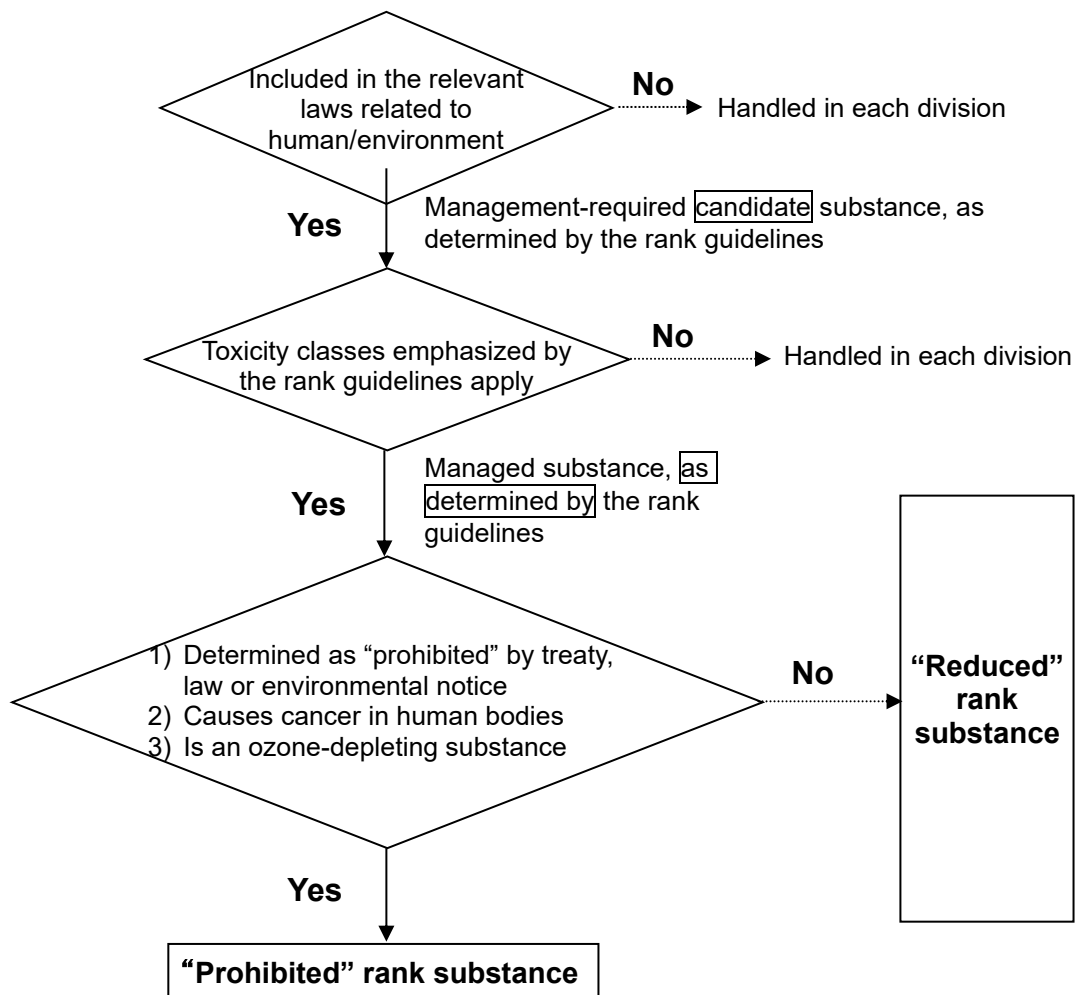 Included in the relevant
laws related to
human/environment
No
Handled in each division
Yes
Management-required candidate substance, as
determined by the rank guidelines
Toxicity classes emphasized by
the rank guidelines apply
No
Handled in each division
Yes
Managed substance, as
determined by the rank
guidelines
1) Determined as “prohibited” by treaty,
law or environmental notice
2) Causes cancer in human bodies
3) Is an ozone-depleting substance
No
“Reduced”
rank
substance
Yes
“Prohibited” rank substance